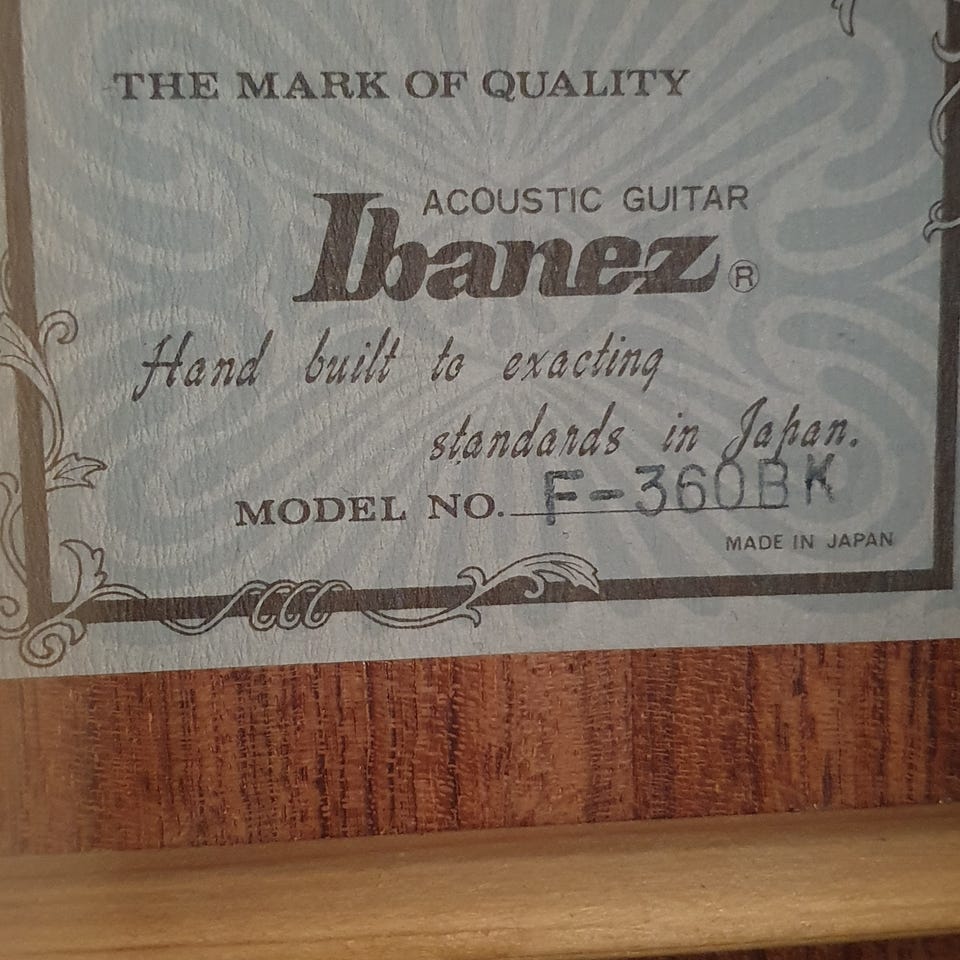 THE MARK OF QUALITY
ACOUSTIC GUITAR
Ibanez ®
Hand built to exacting
standards in Japan.
MODEL NO. F-360BK
MADE IN JAPAN